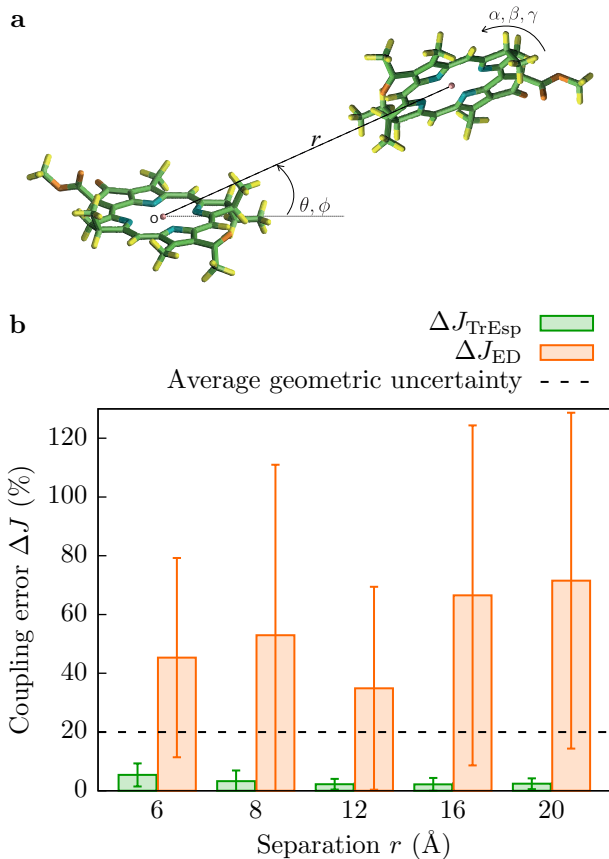 a
α, β, γ
r
θ, ϕ
o
b
ΔJTrEsp
ΔJED
Average geometric uncertainty
120
100
80
60
40
20
0
Coupling error ΔJ (%)
6 8 12 16 20
Separation r (Å)